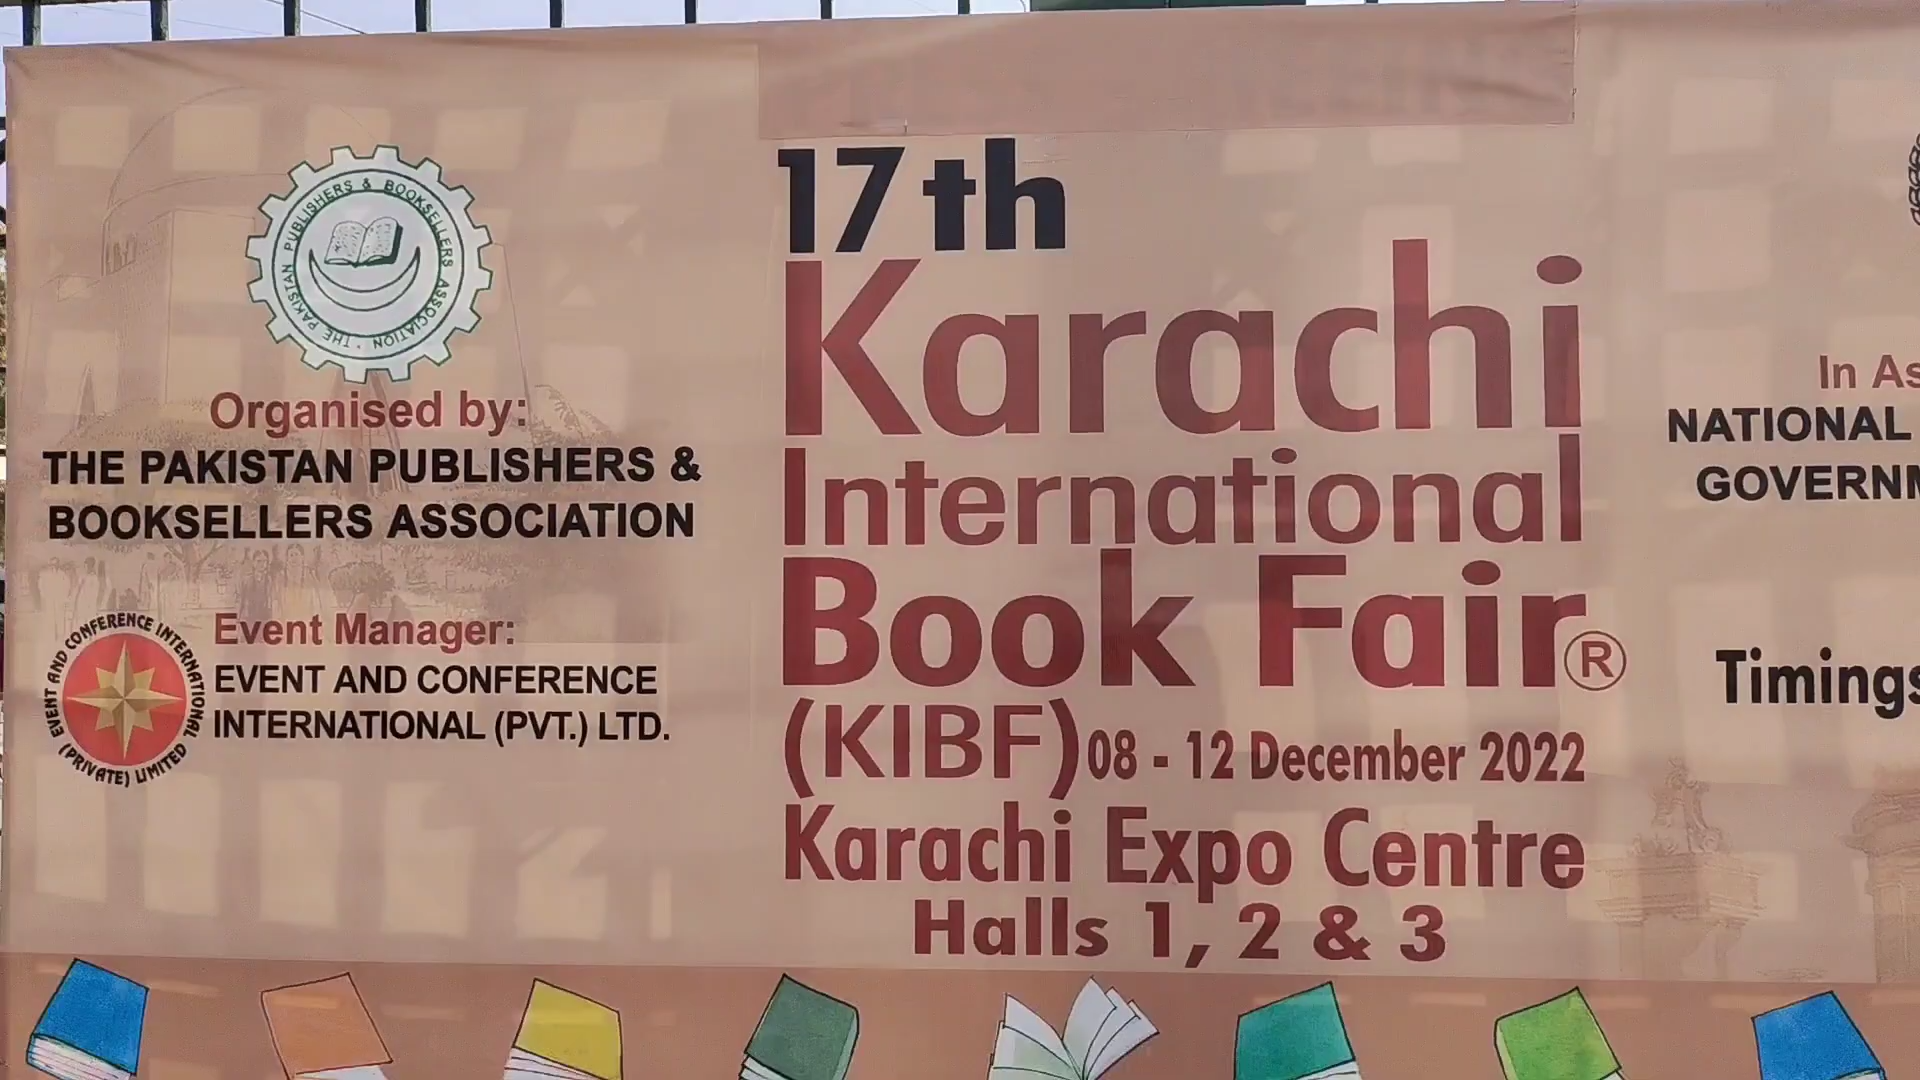 THE PAKISTAN PUBLISHERS & BOOKSELLERS ASSOCIATION
Organised by:
THE PAKISTAN PUBLISHERS &
BOOKSELLERS ASSOCIATION
EVENT AND CONFERENCE INTERNATIONAL
(PRIVATE) LIMITED
Event Manager:
EVENT AND CONFERENCE
INTERNATIONAL (PVT.) LTD.
17th
Karachi
International
Book Fair®
(KIBF) 08 - 12 December 2022
Karachi Expo Centre
Halls 1, 2 & 3
In As
NATIONAL
GOVERNM
Timings